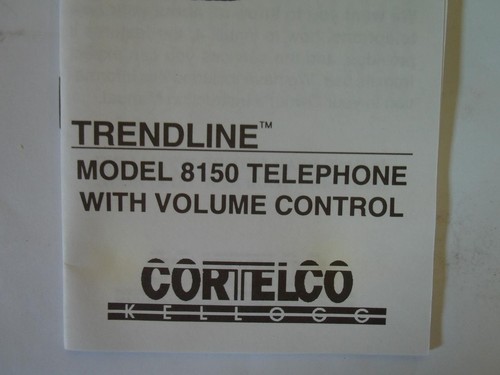 TRENDLINE™
MODEL 8150 TELEPHONE
WITH VOLUME CONTROL
CORTELCO
KELLOGG